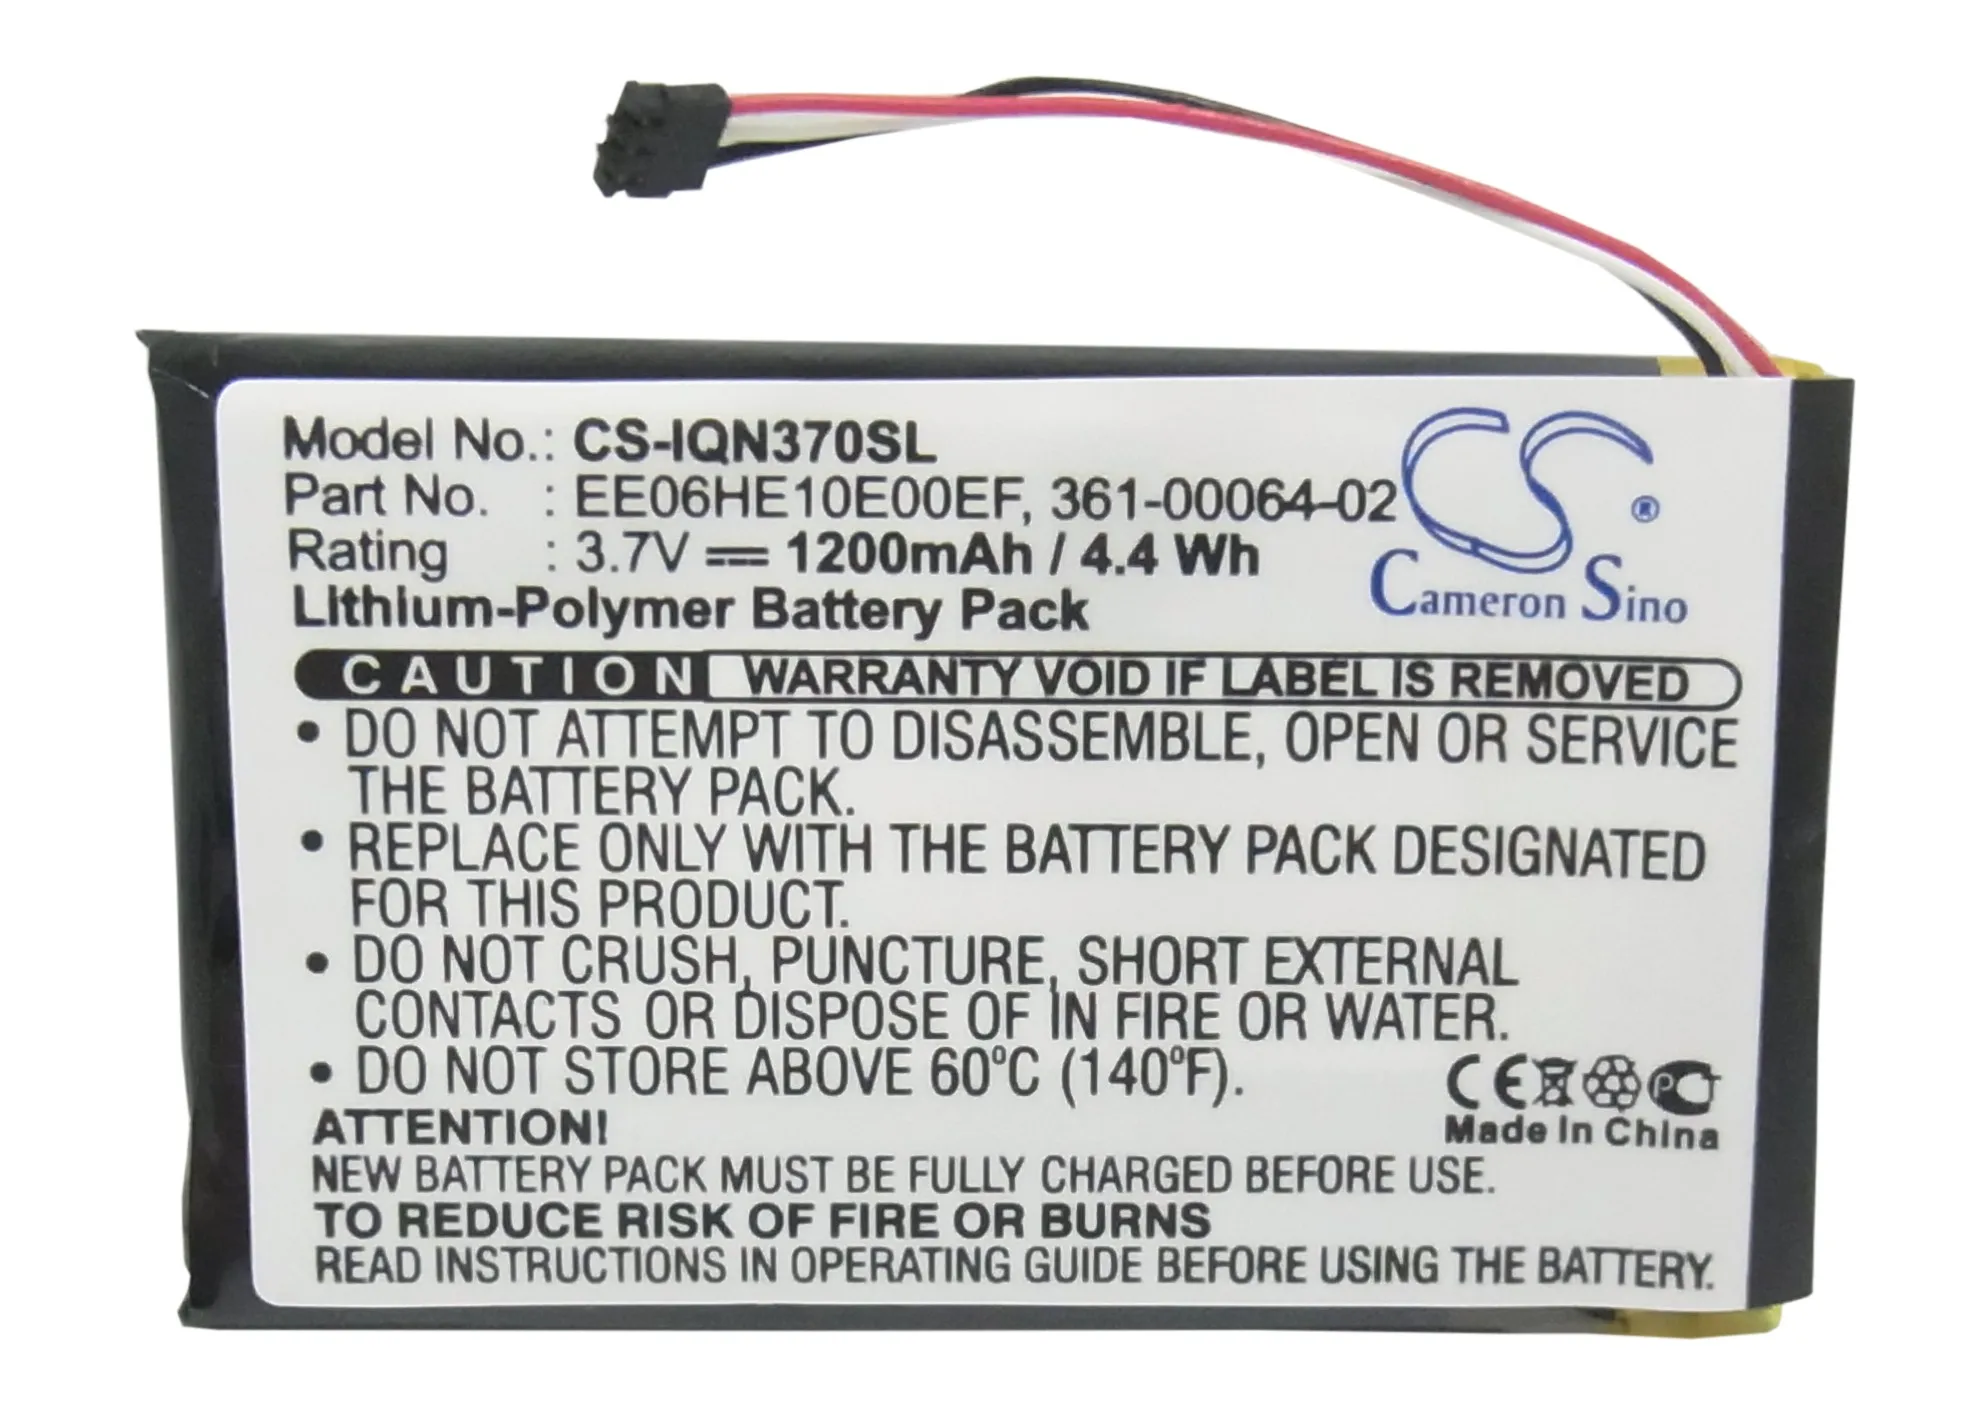 Model No.: CS-IQN370SL
Part No. : EE06HE10E00EF, 361-00064-02
Rating : 3.7V ⎓ 1200mAh / 4.4 Wh
Lithium-Polymer Battery Pack
CS ®
Cameron Sino
CAUTION WARRANTY VOID IF LABEL IS REMOVED
• DO NOT ATTEMPT TO DISASSEMBLE, OPEN OR SERVICE
THE BATTERY PACK.
• REPLACE ONLY WITH THE BATTERY PACK DESIGNATED
FOR THIS PRODUCT.
• DO NOT CRUSH, PUNCTURE, SHORT EXTERNAL
CONTACTS OR DISPOSE OF IN FIRE OR WATER.
• DO NOT STORE ABOVE 60°C (140°F).
CE PCT
Made In China
ATTENTION!
NEW BATTERY PACK MUST BE FULLY CHARGED BEFORE USE.
TO REDUCE RISK OF FIRE OR BURNS
READ INSTRUCTIONS IN OPERATING GUIDE BEFORE USING THE BATTERY.